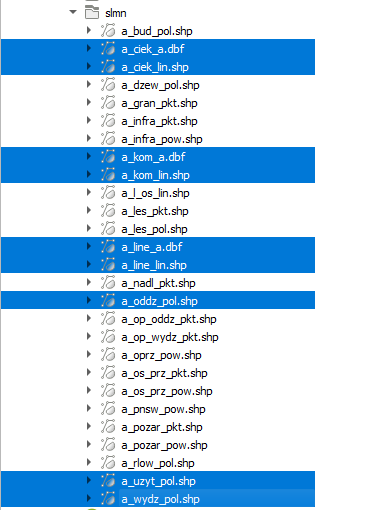 slmn
a_bud_pol.shp
a_ciek_a.dbf
a_ciek_lin.shp
a_dzew_pol.shp
a_gran_pkt.shp
a_infra_pkt.shp
a_infra_pow.shp
a_kom_a.dbf
a_kom_lin.shp
a_l_os_lin.shp
a_les_pkt.shp
a_les_pol.shp
a_line_a.dbf
a_line_lin.shp
a_nadl_pkt.shp
a_oddz_pol.shp
a_op_oddz_pkt.shp
a_op_wydz_pkt.shp
a_oprz_pow.shp
a_os_prz_pkt.shp
a_os_prz_pow.shp
a_pnsw_pow.shp
a_pozar_pkt.shp
a_pozar_pow.shp
a_rlow_pol.shp
a_uzyt_pol.shp
a_wydz_pol.shp